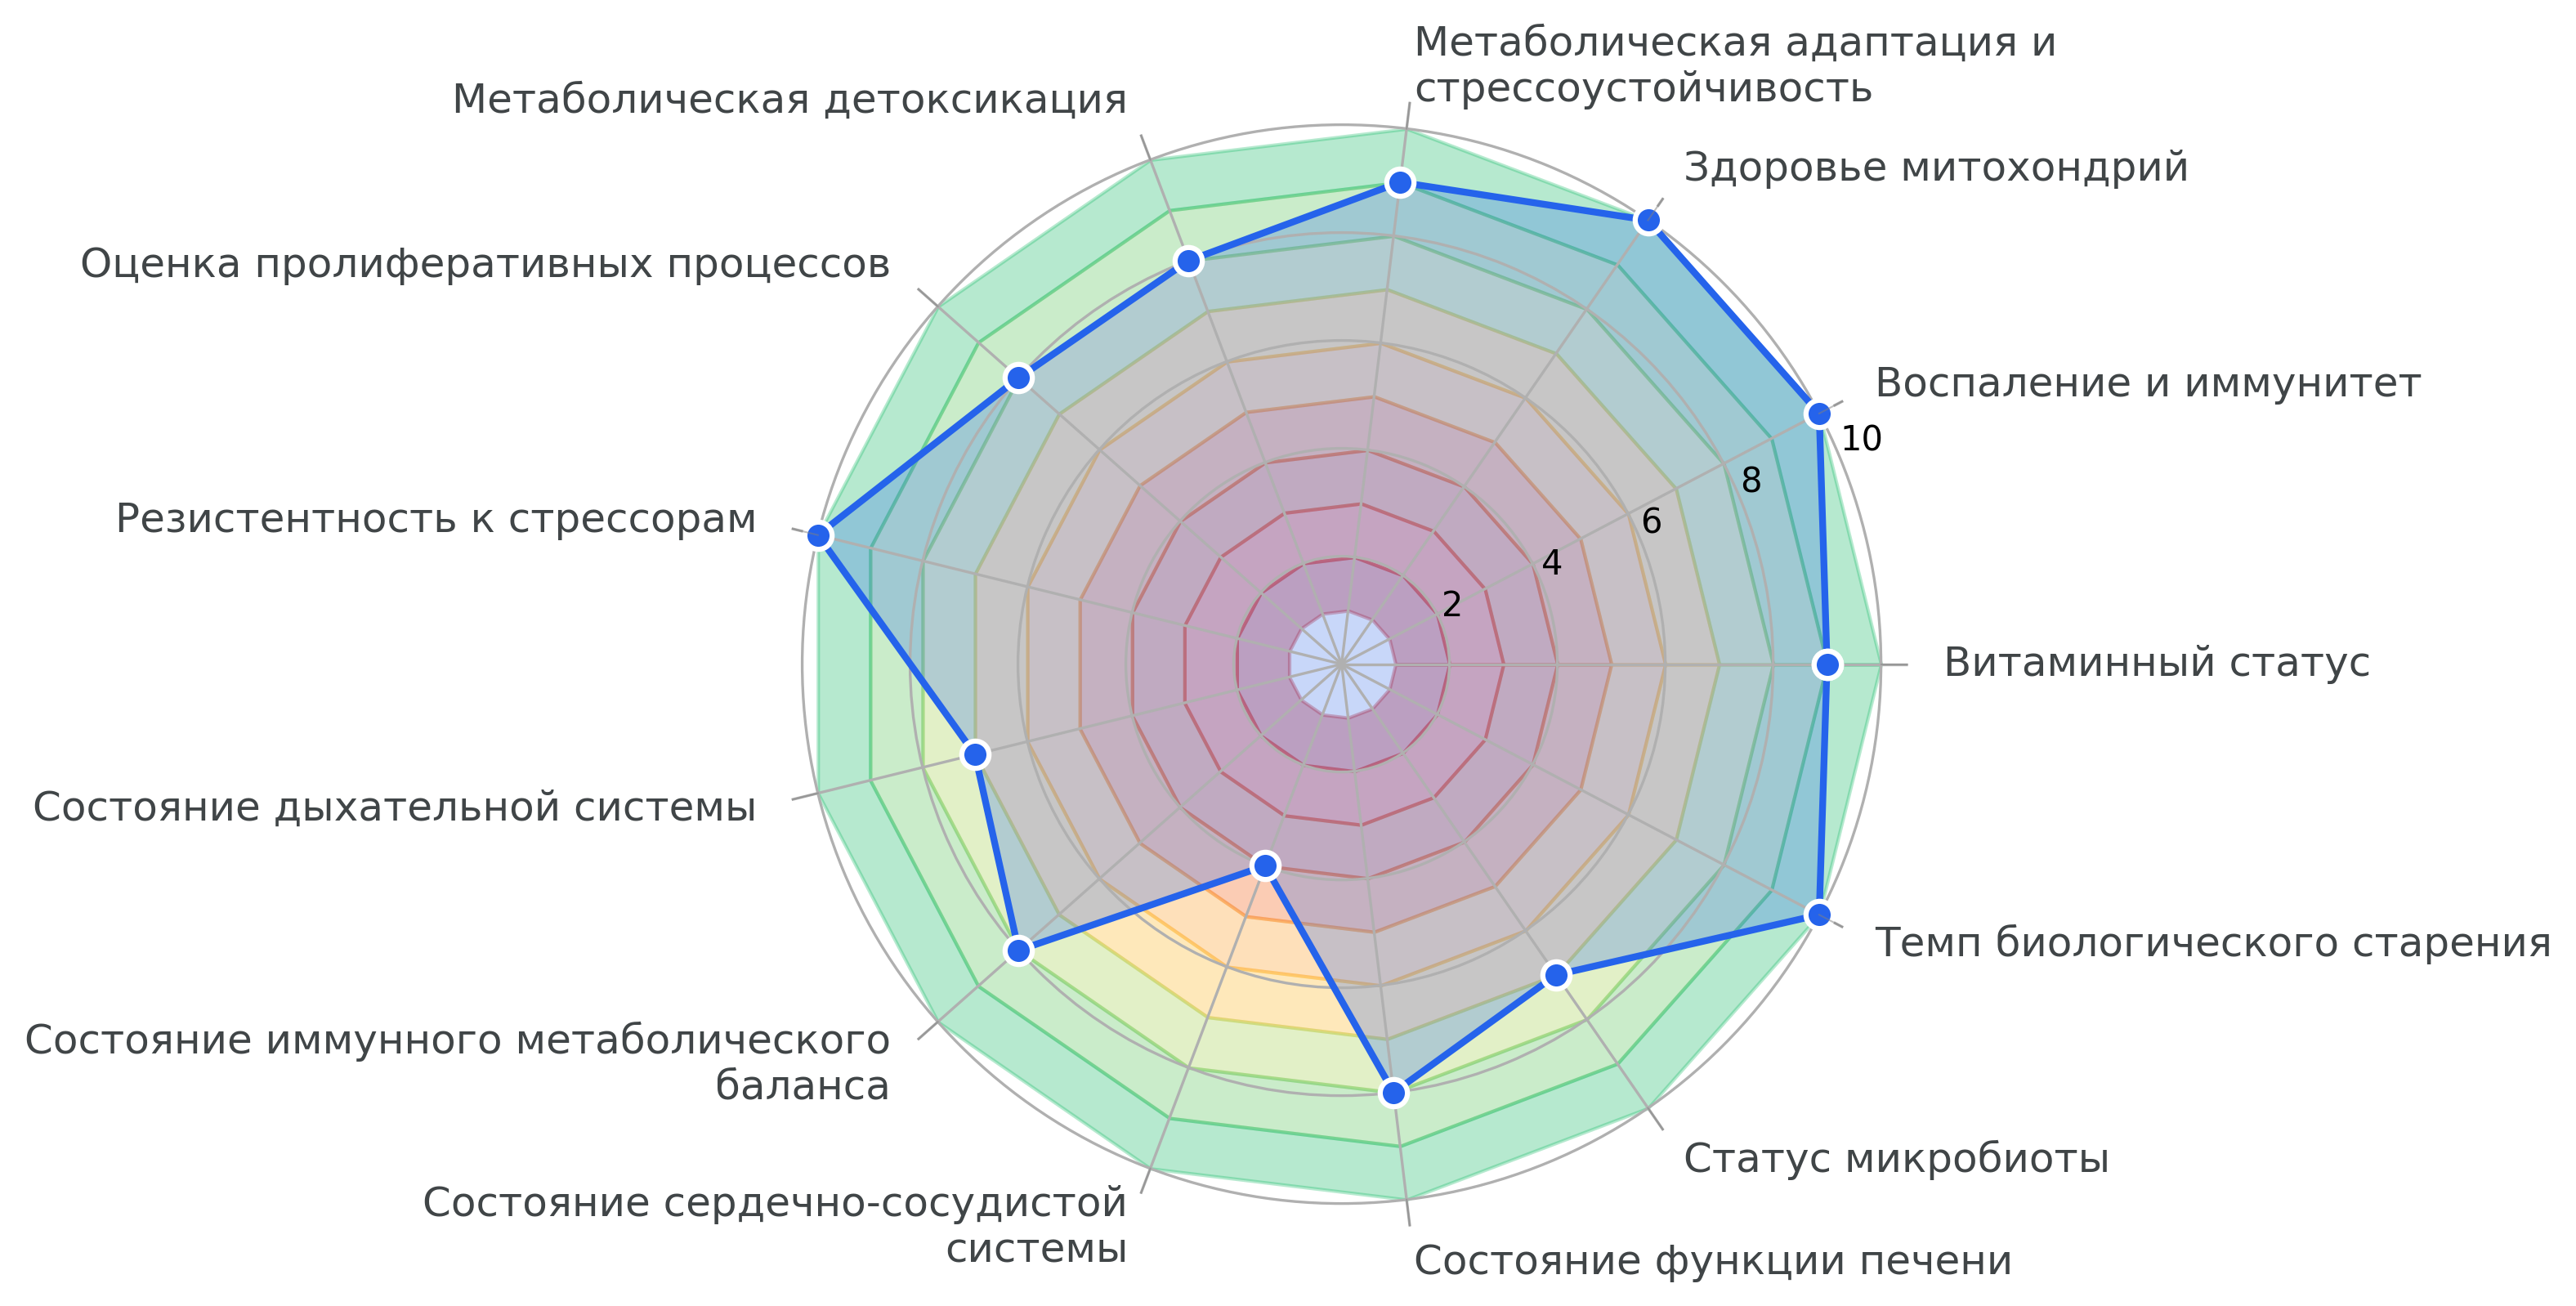 Метаболическая адаптация и
стрессоустойчивость
Метаболическая детоксикация
Здоровье митохондрий
Оценка пролиферативных процессов
Воспаление и иммунитет
10
8
Резистентность к стрессорам
6
4
2
Витаминный статус
Состояние дыхательной системы
Темп биологического старения
Состояние иммунного метаболического
баланса
Статус микробиоты
Состояние сердечно-сосудистой
системы
Состояние функции печени